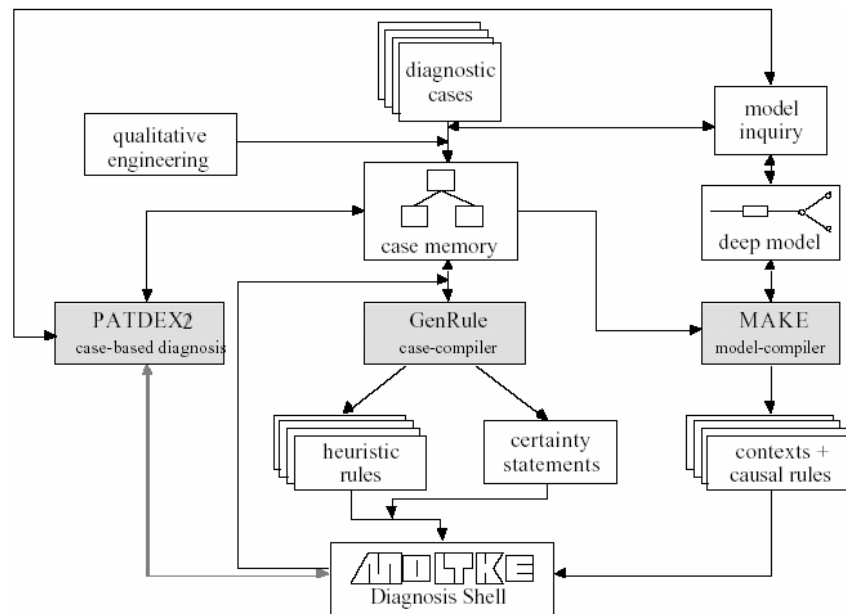 diagnostic
cases
model
inquiry
qualitative
engineering
case memory
deep model
PATDEX2
case-based diagnosis
GenRule
case-compiler
MAKE
model-compiler
heuristic
rules
certainty
statements
contexts +
causal rules
MOLTKE
Diagnosis Shell